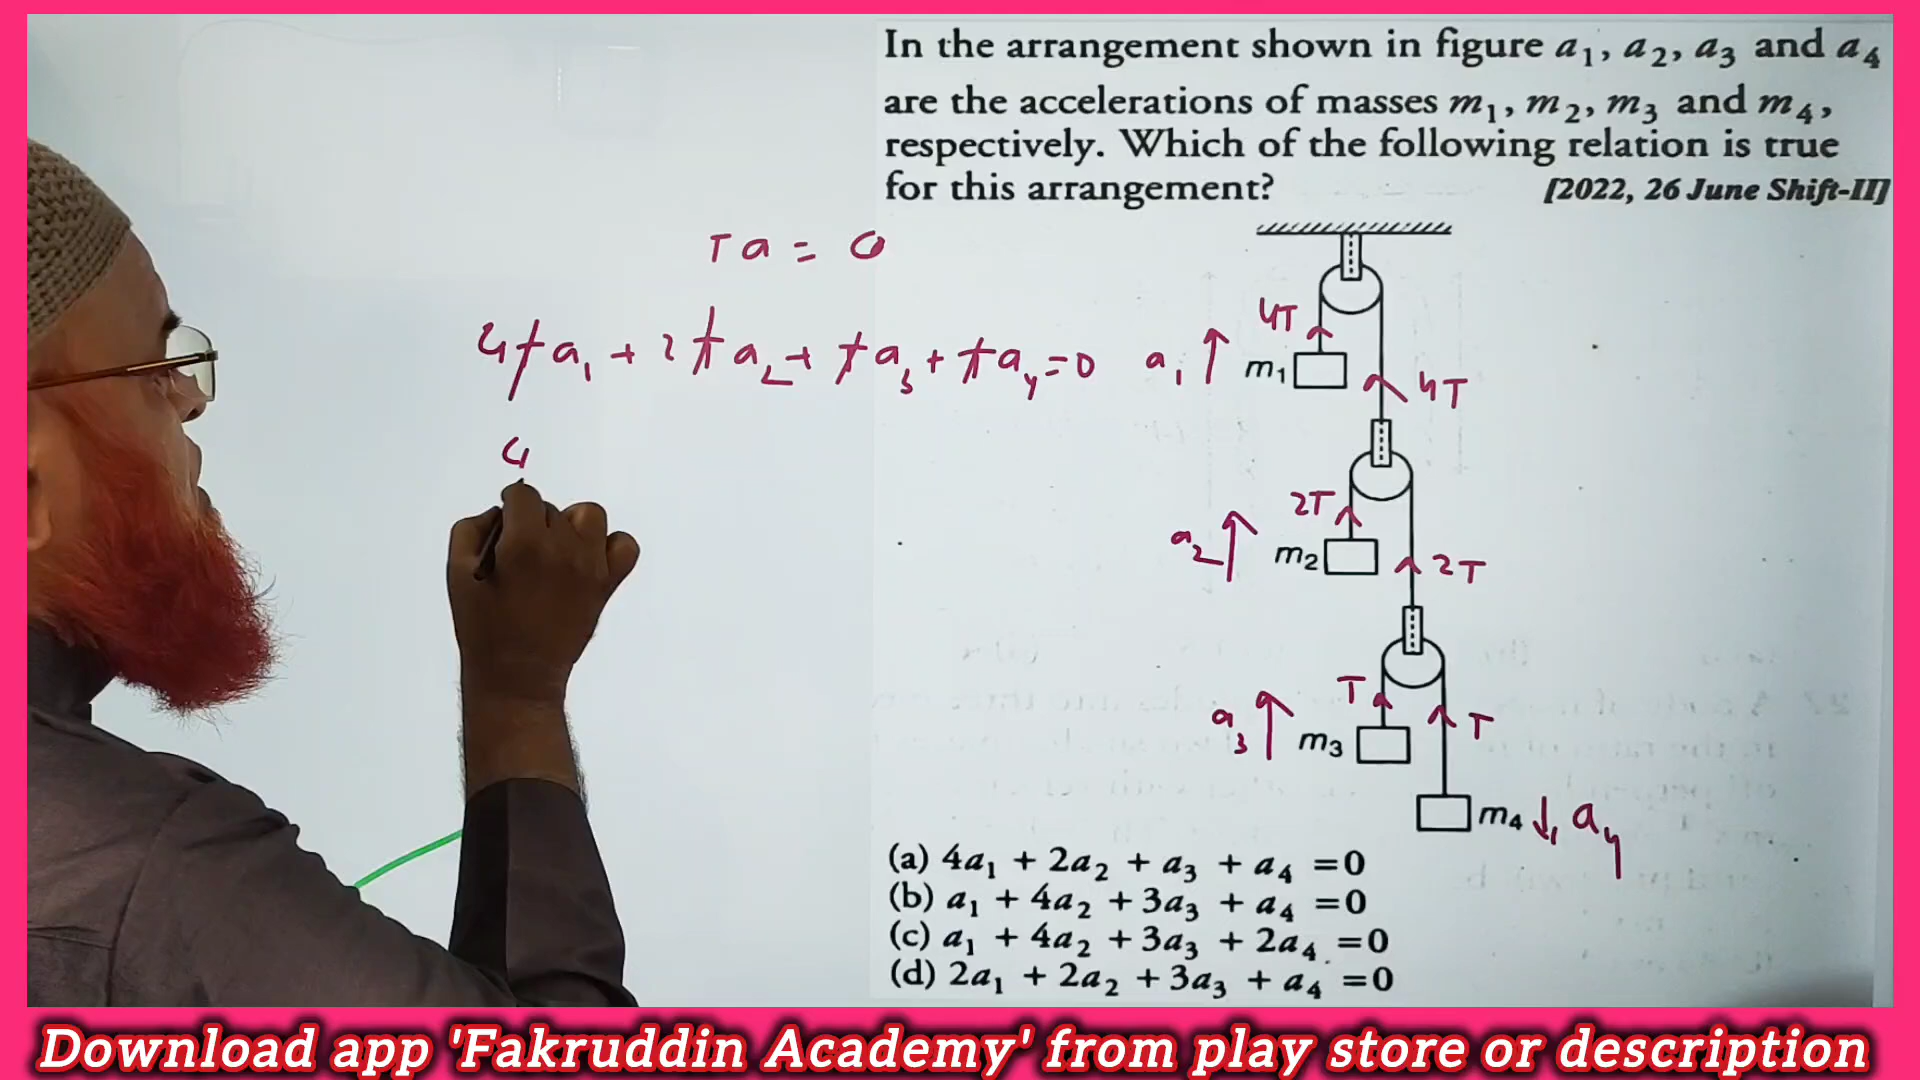 In the arrangement shown in figure a₁, a₂, a₃ and a₄
are the accelerations of masses m₁, m₂, m₃ and m₄,
respectively. Which of the following relation is true
for this arrangement? [2022, 26 June Shift-II]
Ta = 0
4Ta₁ + 2Ta₂ + Ta₃ + Ta₄ = 0
4
4T
a₁
m₁
4T
2T
a₂
m₂
2T
T
a₃
m₃
T
m₄
a₄
(a) 4a₁ + 2a₂ + a₃ + a₄ = 0
(b) a₁ + 4a₂ + 3a₃ + a₄ = 0
(c) a₁ + 4a₂ + 3a₃ + 2a₄ = 0
(d) 2a₁ + 2a₂ + 3a₃ + a₄ = 0
Download app 'Fakruddin Academy' from play store or description